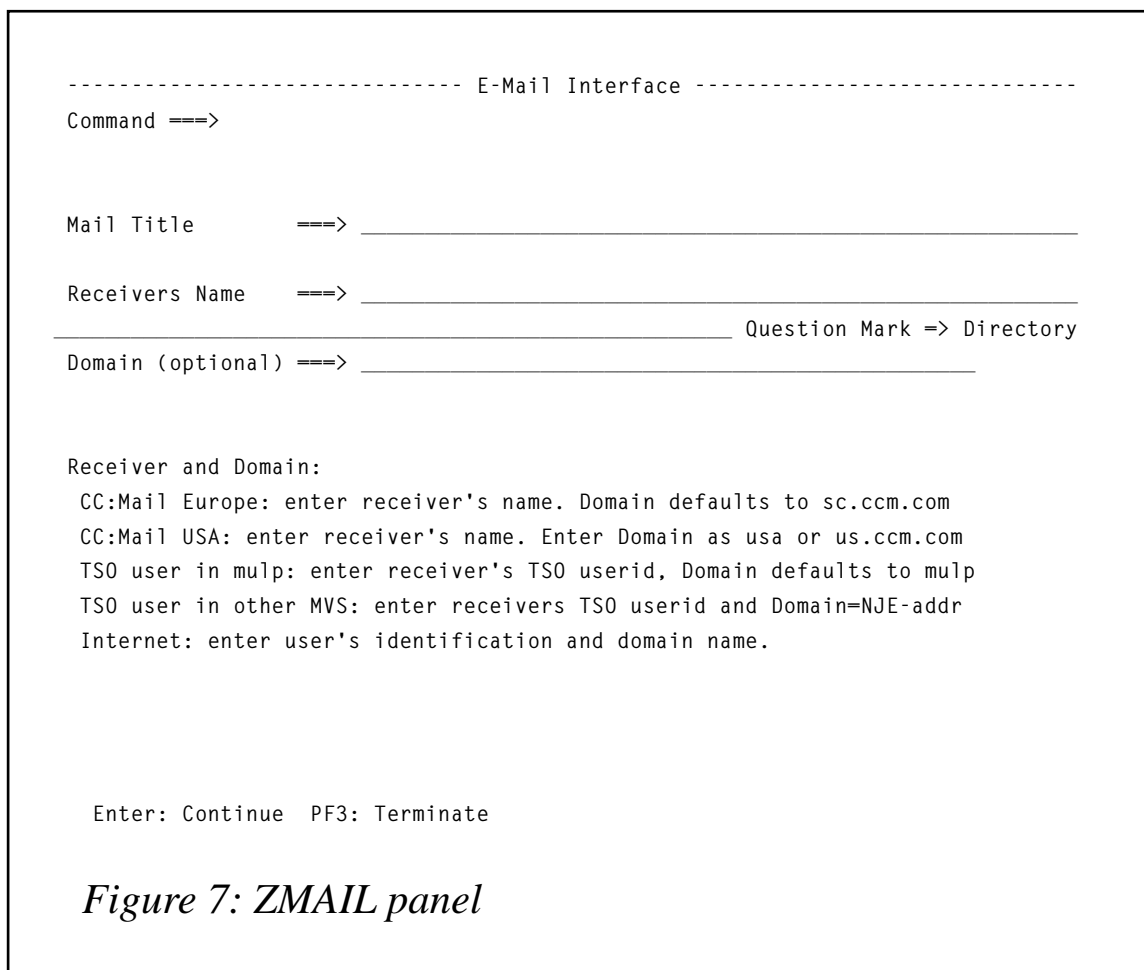 ------------------------------- E-Mail Interface ------------------------------
Command ===>
Mail Title ===> ________________________________________________________
Receivers Name ===> ________________________________________________________
_____________________________________________________ Question Mark => Directory
Domain (optional) ===> ________________________________________________
Receiver and Domain:
CC:Mail Europe: enter receiver's name. Domain defaults to sc.ccm.com
CC:Mail USA: enter receiver's name. Enter Domain as usa or us.ccm.com
TSO user in mulp: enter receiver's TSO userid, Domain defaults to mulp
TSO user in other MVS: enter receivers TSO userid and Domain=NJE-addr
Internet: enter user's identification and domain name.
Enter: Continue PF3: Terminate
Figure 7: ZMAIL panel